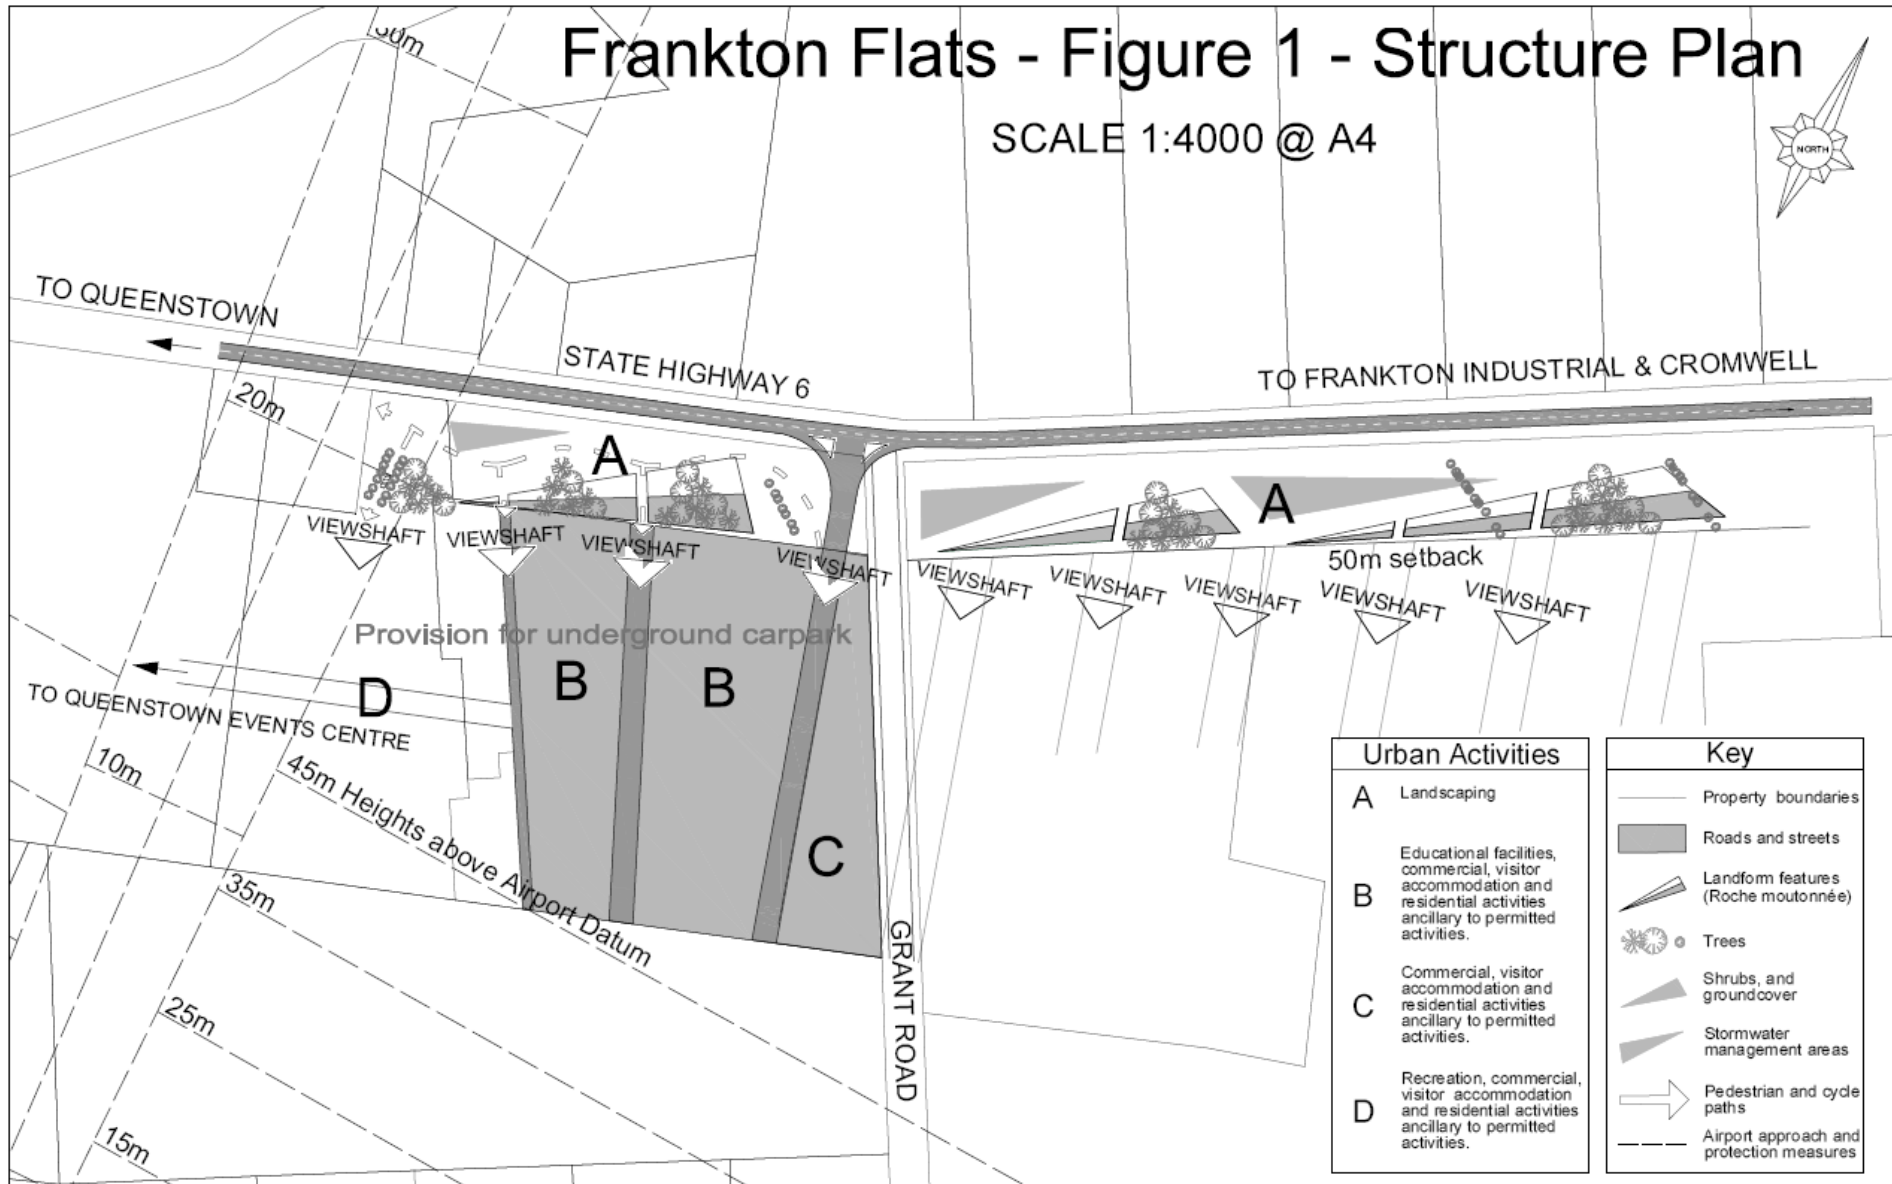 Frankton Flats - Figure 1 - Structure Plan
SCALE 1:4000 @ A4
NORTH
30m
TO QUEENSTOWN
STATE HIGHWAY 6
TO FRANKTON INDUSTRIAL & CROMWELL
20m
A
A
VIEWSHAFT
VIEWSHAFT
VIEWSHAFT
VIEWSHAFT
50m setback
VIEWSHAFT
VIEWSHAFT
VIEWSHAFT
VIEWSHAFT
VIEWSHAFT
Provision for underground carpark
B
B
D
TO QUEENSTOWN EVENTS CENTRE
10m
45m Heights above Airport Datum
C
35m
25m
15m
GRANT ROAD
Urban Activities
A
Landscaping
B
Educational facilities,
commercial, visitor
accommodation and
residential activities
ancillary to permitted
activities.
C
Commercial, visitor
accommodation and
residential activities
ancillary to permitted
activities.
D
Recreation, commercial,
visitor accommodation
and residential activities
ancillary to permitted
activities.
Key
Property boundaries
Roads and streets
Landform features
(Roche moutonnée)
Trees
Shrubs, and
groundcover
Stormwater
management areas
Pedestrian and cycle
paths
Airport approach and
protection measures